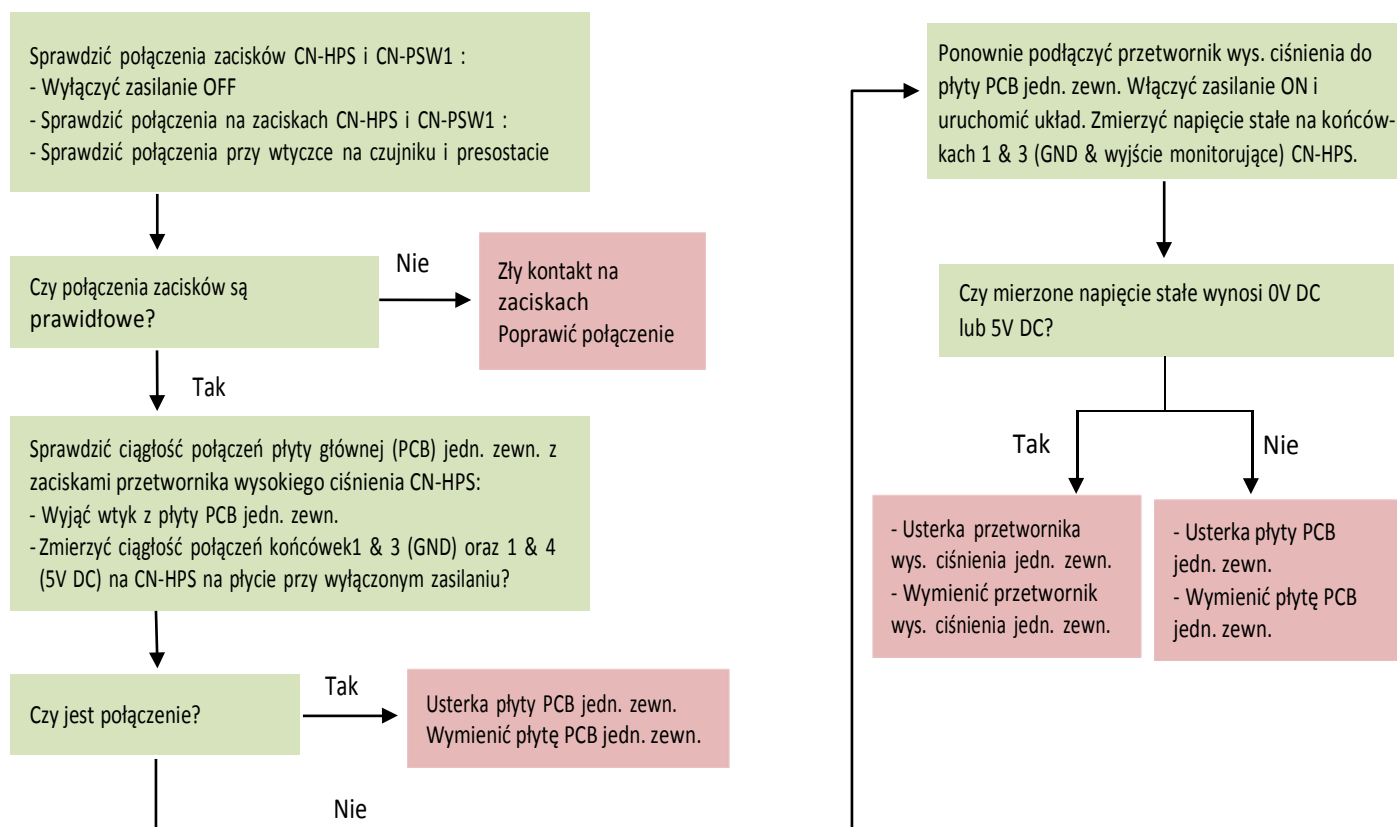 Sprawdzić połączenia zacisków CN-HPS i CN-PSW1 :
- Wyłączyć zasilanie OFF
- Sprawdzić połączenia na zaciskach CN-HPS i CN-PSW1 :
- Sprawdzić połączenia przy wtyczce na czujniku i presostacie
Czy połączenia zacisków są
prawidłowe?
Nie
Zły kontakt na
zaciskach
Poprawić połączenie
Tak
Sprawdzić ciągłość połączeń płyty głównej (PCB) jedn. zewn. z
zaciskami przetwornika wysokiego ciśnienia CN-HPS:
- Wyjąć wtyk z płyty PCB jedn. zewn.
- Zmierzyć ciągłość połączeń końcówek1 & 3 (GND) oraz 1 & 4
(5V DC) na CN-HPS na płycie przy wyłączonym zasilaniu?
Czy jest połączenie?
Tak
Usterka płyty PCB jedn. zewn.
Wymienić płytę PCB jedn. zewn.
Nie
Ponownie podłączyć przetwornik wys. ciśnienia do
płyty PCB jedn. zewn. Włączyć zasilanie ON i
uruchomić układ. Zmierzyć napięcie stałe na końców-
kach 1 & 3 (GND & wyjście monitorujące) CN-HPS.
Czy mierzone napięcie stałe wynosi 0V DC
lub 5V DC?
Tak
Nie
- Usterka przetwornika
wys. ciśnienia jedn. zewn.
- Wymienić przetwornik
wys. ciśnienia jedn. zewn.
- Usterka płyty PCB
jedn. zewn.
- Wymienić płytę PCB
jedn. zewn.